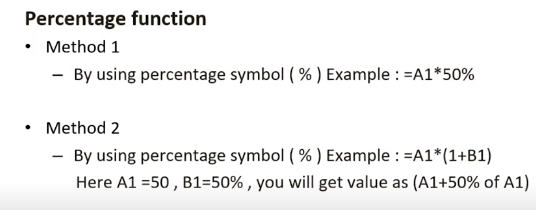 Percentage function
• Method 1
– By using percentage symbol ( % ) Example : =A1*50%
• Method 2
– By using percentage symbol ( % ) Example : =A1*(1+B1)
Here A1 =50 , B1=50% , you will get value as (A1+50% of A1)